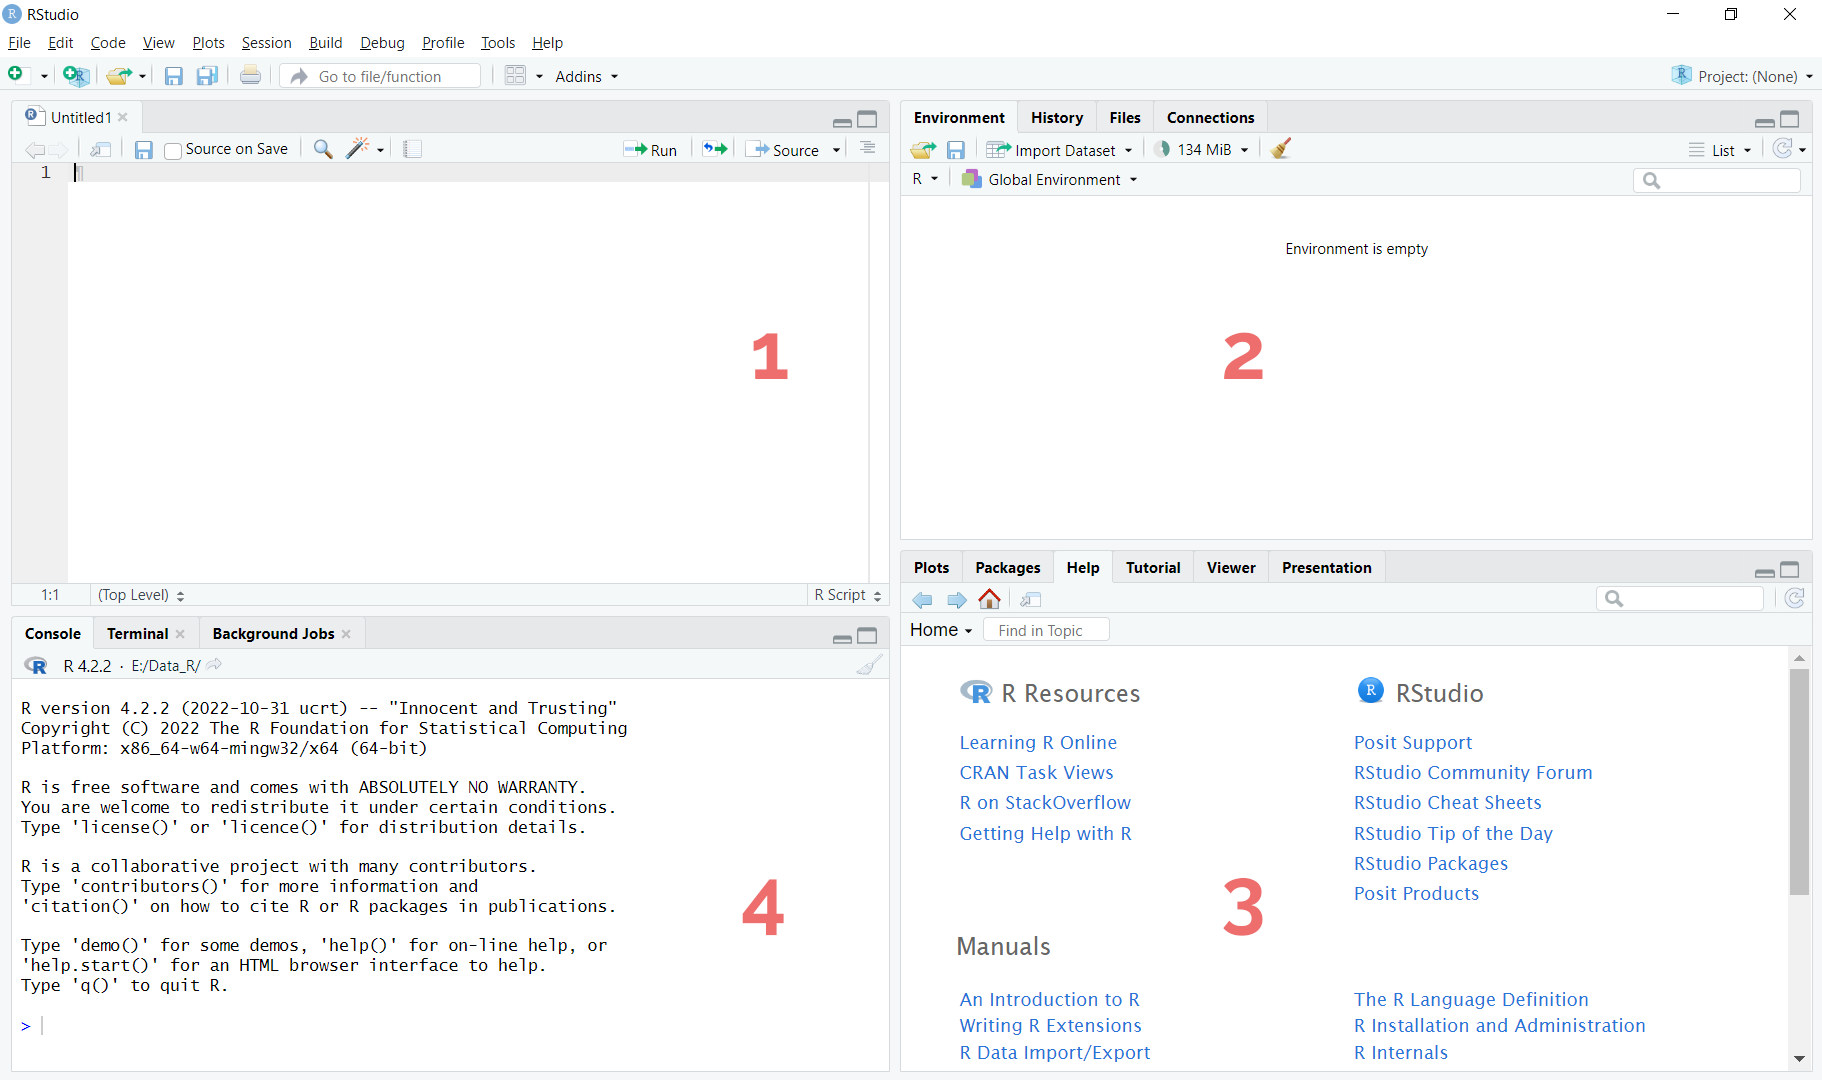 RStudio
File Edit Code View Plots Session Build Debug Profile Tools Help
Go to file/function Addins Project: (None)
Untitled1
Source on Save Run Source
1
1
1:1 (Top Level) R Script
Environment History Files Connections
Import Dataset 134 MiB List
R Global Environment
Environment is empty
2
Console Terminal Background Jobs
R 4.2.2 · E:/Data_R/
R version 4.2.2 (2022-10-31 ucrt) -- "Innocent and Trusting"
Copyright (C) 2022 The R Foundation for Statistical Computing
Platform: x86_64-w64-mingw32/x64 (64-bit)
R is free software and comes with ABSOLUTELY NO WARRANTY.
You are welcome to redistribute it under certain conditions.
Type 'license()' or 'licence()' for distribution details.
R is a collaborative project with many contributors.
Type 'contributors()' for more information and
'citation()' on how to cite R or R packages in publications.
Type 'demo()' for some demos, 'help()' for on-line help, or
'help.start()' for an HTML browser interface to help.
Type 'q()' to quit R.
>
4
Plots Packages Help Tutorial Viewer Presentation
Home Find in Topic
R Resources
Learning R Online
CRAN Task Views
R on StackOverflow
Getting Help with R
RStudio
Posit Support
RStudio Community Forum
RStudio Cheat Sheets
RStudio Tip of the Day
RStudio Packages
Posit Products
3
Manuals
An Introduction to R
Writing R Extensions
R Data Import/Export
The R Language Definition
R Installation and Administration
R Internals